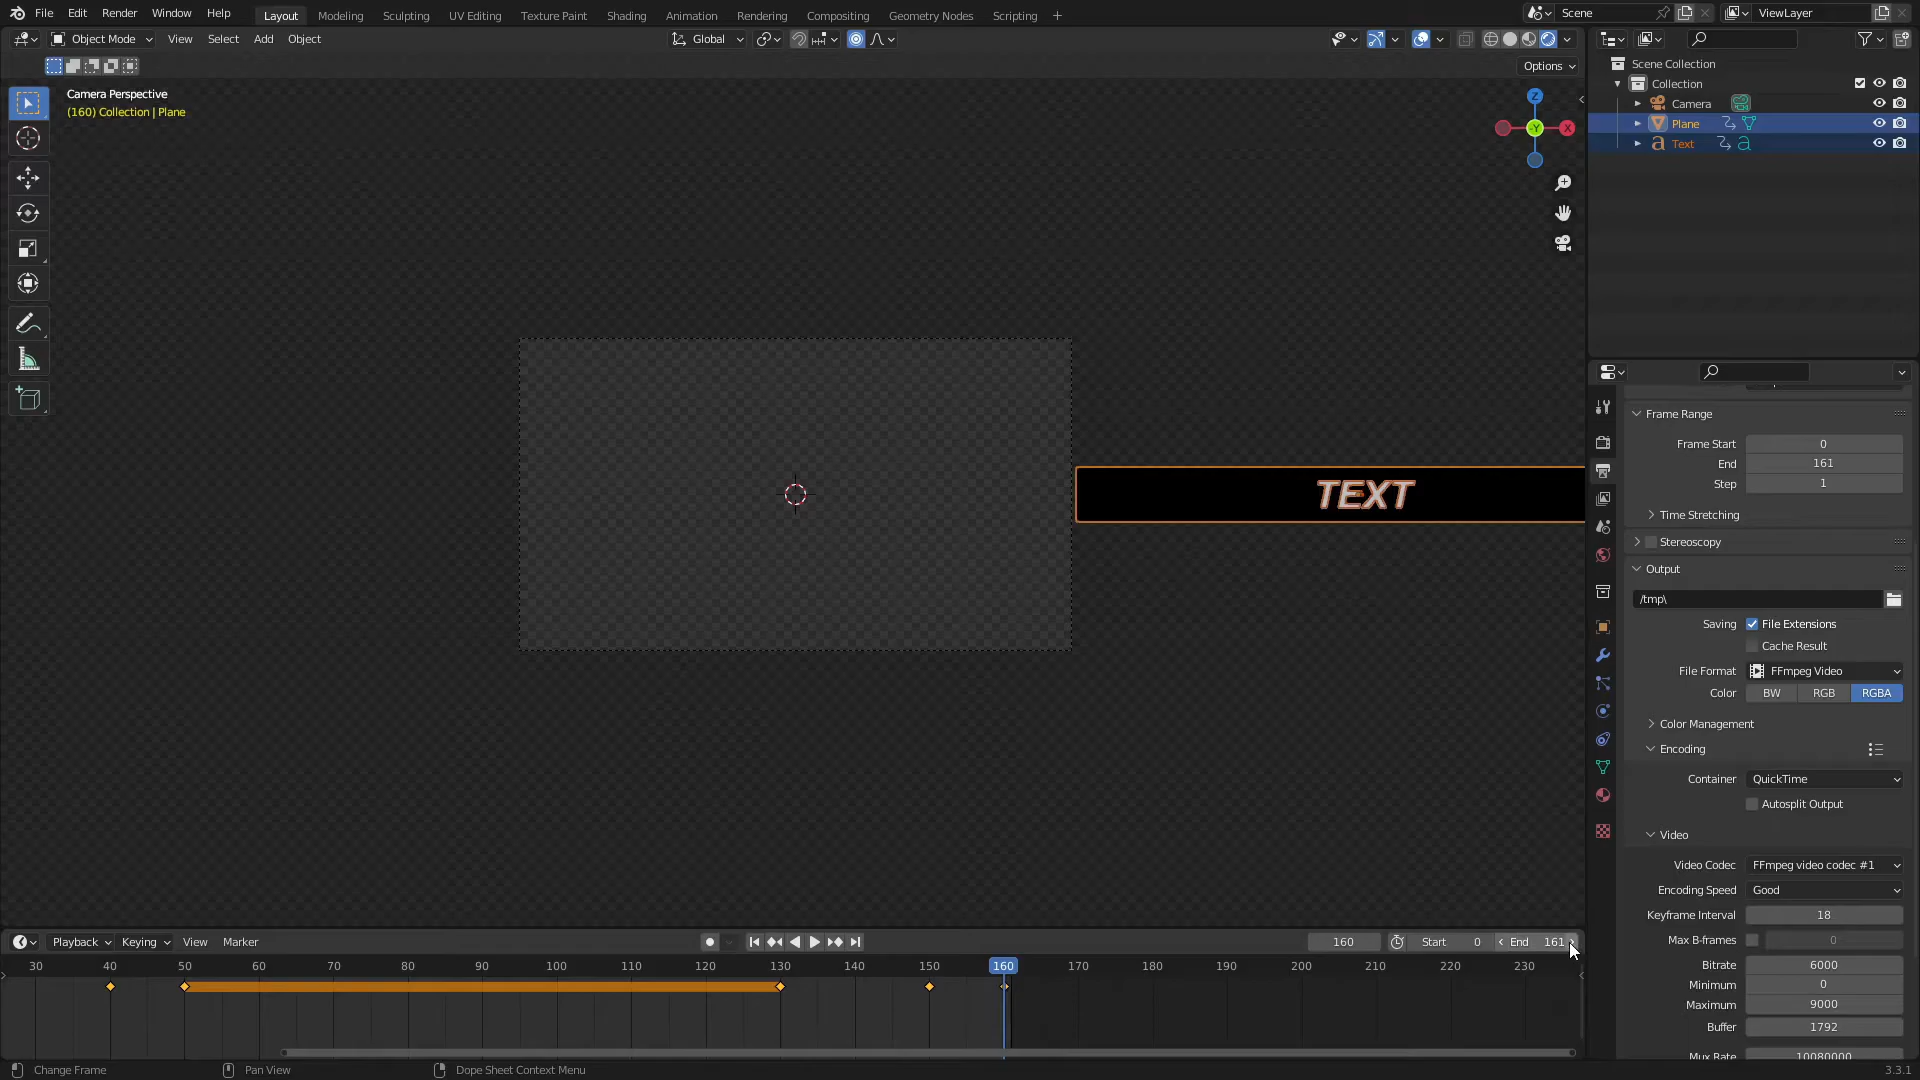 File Edit Render Window Help Layout Modeling Sculpting UV Editing Texture Paint Shading Animation Rendering Compositing Geometry Nodes Scripting + Scene ViewLayer
Object Mode View Select Add Object Global
Options
Camera Perspective
(160) Collection | Plane
Z
-Y
X
TEXT
Scene Collection
Collection
Camera
Plane
Text
Frame Range
Frame Start 0
End 161
Step 1
Time Stretching
Stereoscopy
Output
/tmp\
Saving File Extensions
Cache Result
File Format FFmpeg Video
Color BW RGB RGBA
Color Management
Encoding
Container QuickTime
Autosplit Output
Video
Video Codec FFmpeg video codec #1
Encoding Speed Good
Keyframe Interval 18
Max B-frames 0
Bitrate 6000
Minimum 0
Maximum 9000
Buffer 1792
Mux Rate 10080000
Playback Keying View Marker 160 Start 0 End 161
30 40 50 60 70 80 90 100 110 120 130 140 150 160 170 180 190 200 210 220 230
Change Frame Pan View Dope Sheet Context Menu 3.3.1